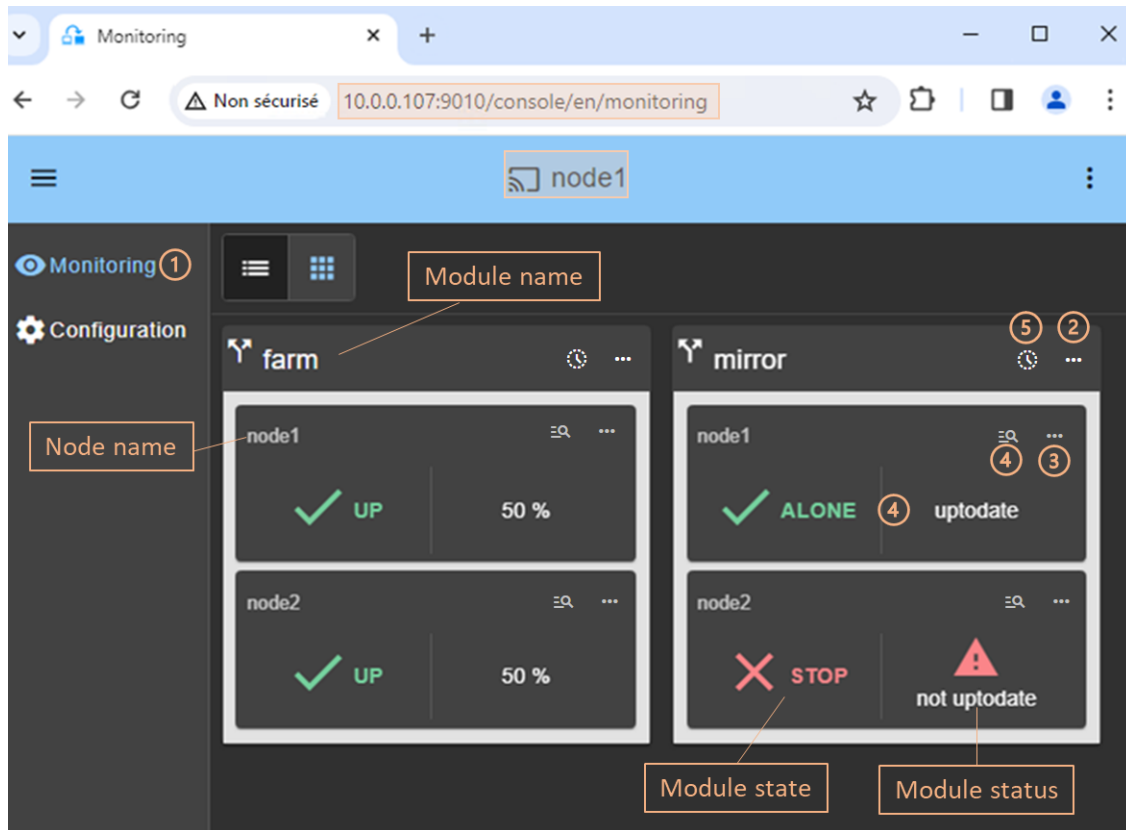 Monitoring
Non sécurisé 10.0.0.107:9010/console/en/monitoring
node1
Monitoring 1
Configuration
Module name
farm
Node name
node1
UP 50 %
node2
UP 50 %
5 2
mirror
node1
4 3
ALONE 4 uptodate
node2
STOP not uptodate
Module state
Module status